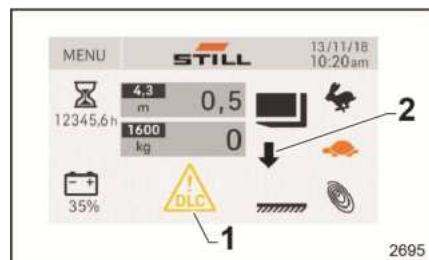 MENU
STILL
13/11/18
10:20am
12345,6 h
4,3
m
0,5
1600
kg
0
2
- +
35%
DLC
1
2695